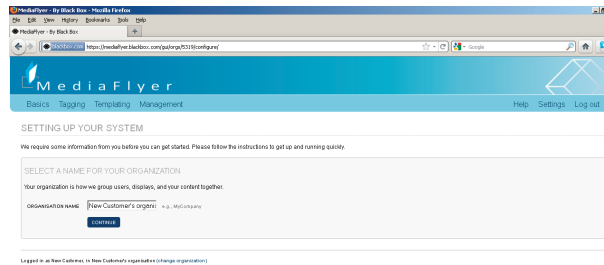 MediaFlyer - By Black Box - Mozilla Firefox
File Edit View History Bookmarks Tools Help
MediaFlyer - By Black Box +
blackbox.com https://mediaflyer.blackbox.com/gui/orgs/5319/configure/ Google
MediaFlyer
Basics Tagging Templating Management Help Settings Log out
SETTING UP YOUR SYSTEM
We require some information from you before you can get started. Please follow the instructions to get up and running quickly.
SELECT A NAME FOR YOUR ORGANIZATION
Your organization is how we group users, displays, and your content together.
ORGANISATION NAME New Customer's organi: e.g., MyCompany
CONTINUE
Logged in as New Customer, in New Customer's organisation (change organization)